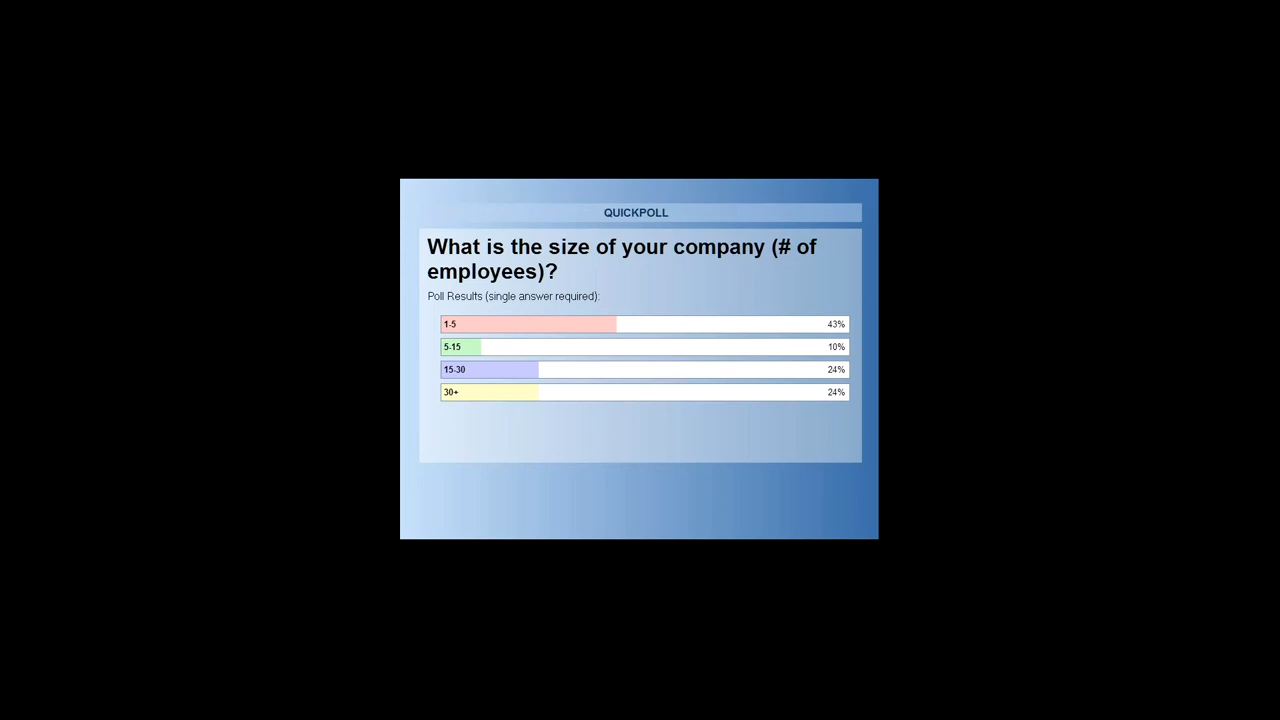 QUICKPOLL
What is the size of your company (# of
employees)?
Poll Results (single answer required):
1-5 43%
5-15 10%
15-30 24%
30+ 24%